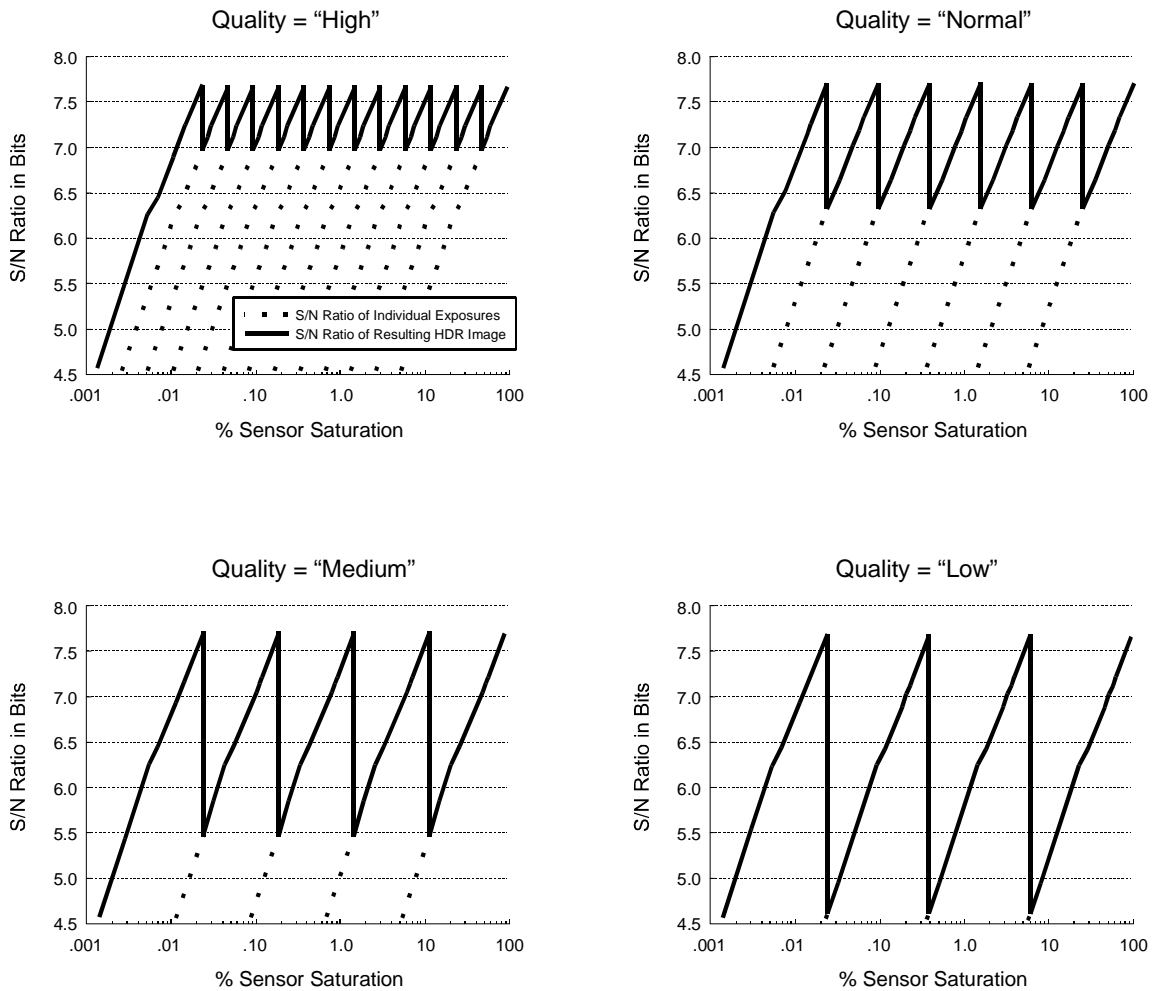 Quality = “High”
8.0
7.5
7.0
6.5
6.0
5.5
5.0
4.5
S/N Ratio in Bits
S/N Ratio of Individual Exposures
S/N Ratio of Resulting HDR Image
.001 .01 .10 1.0 10 100
% Sensor Saturation
Quality = “Normal”
8.0
7.5
7.0
6.5
6.0
5.5
5.0
4.5
S/N Ratio in Bits
.001 .01 .10 1.0 10 100
% Sensor Saturation
Quality = “Medium”
8.0
7.5
7.0
6.5
6.0
5.5
5.0
4.5
S/N Ratio in Bits
.001 .01 .10 1.0 10 100
% Sensor Saturation
Quality = “Low”
8.0
7.5
7.0
6.5
6.0
5.5
5.0
4.5
S/N Ratio in Bits
.001 .01 .10 1.0 10 100
% Sensor Saturation